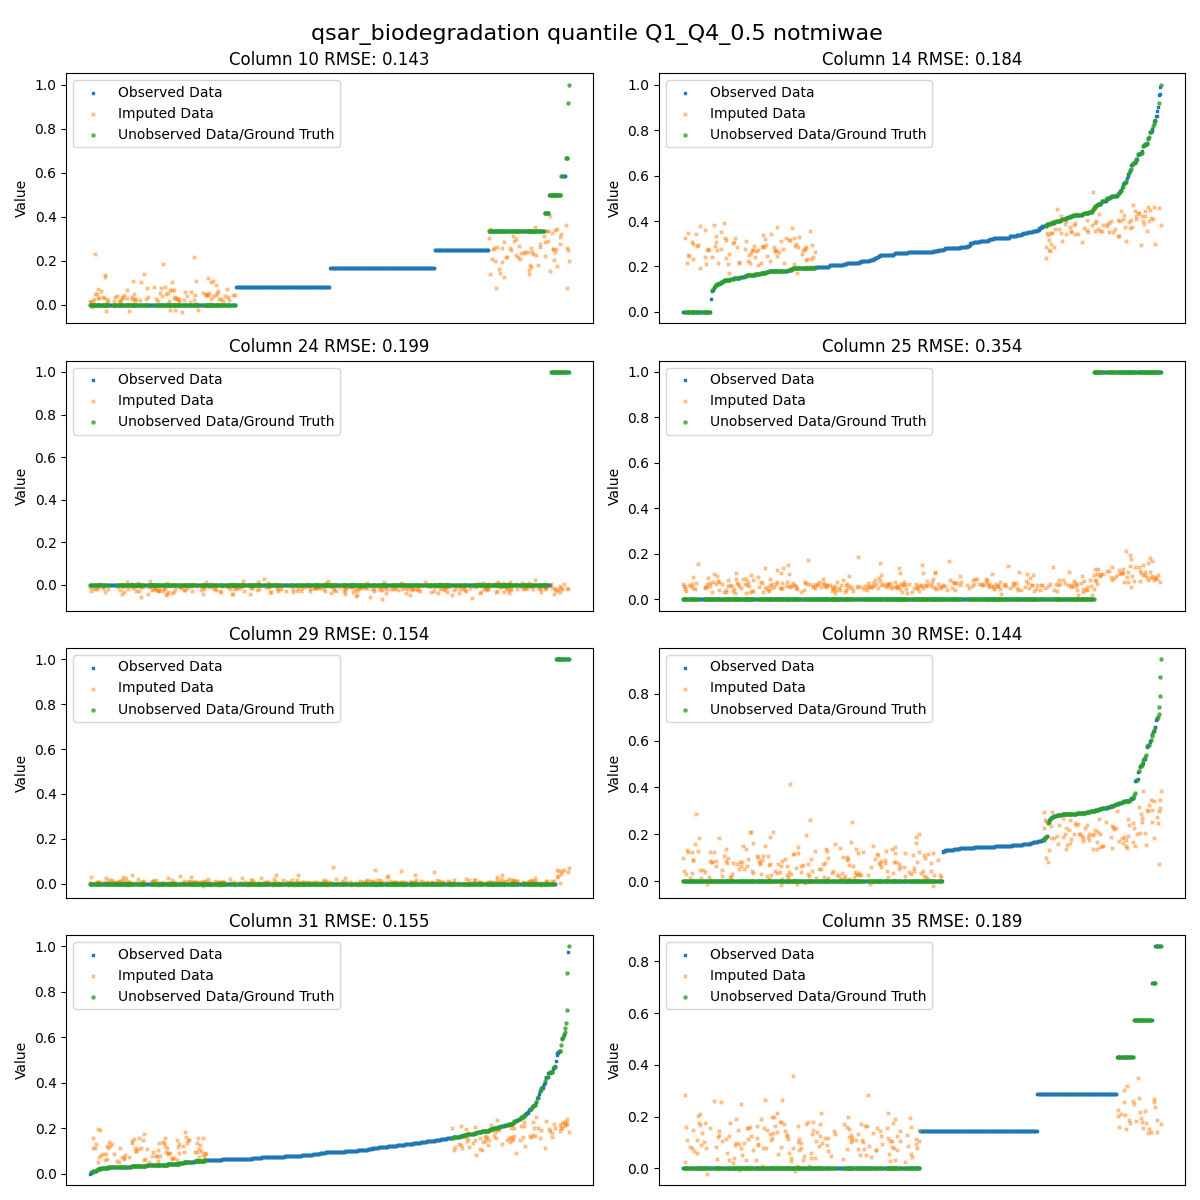 qsar_biodegradation quantile Q1_Q4_0.5 notmiwae
Column 10 RMSE: 0.143
1.0
0.8
0.6
0.4
0.2
0.0
Value
Observed Data
Imputed Data
Unobserved Data/Ground Truth
Column 14 RMSE: 0.184
1.0
0.8
0.6
0.4
0.2
0.0
Value
Observed Data
Imputed Data
Unobserved Data/Ground Truth
Column 24 RMSE: 0.199
1.0
0.8
0.6
0.4
0.2
0.0
Value
Observed Data
Imputed Data
Unobserved Data/Ground Truth
Column 25 RMSE: 0.354
1.0
0.8
0.6
0.4
0.2
0.0
Value
Observed Data
Imputed Data
Unobserved Data/Ground Truth
Column 29 RMSE: 0.154
1.0
0.8
0.6
0.4
0.2
0.0
Value
Observed Data
Imputed Data
Unobserved Data/Ground Truth
Column 30 RMSE: 0.144
0.8
0.6
0.4
0.2
0.0
Value
Observed Data
Imputed Data
Unobserved Data/Ground Truth
Column 31 RMSE: 0.155
1.0
0.8
0.6
0.4
0.2
0.0
Value
Observed Data
Imputed Data
Unobserved Data/Ground Truth
Column 35 RMSE: 0.189
0.8
0.6
0.4
0.2
0.0
Value
Observed Data
Imputed Data
Unobserved Data/Ground Truth